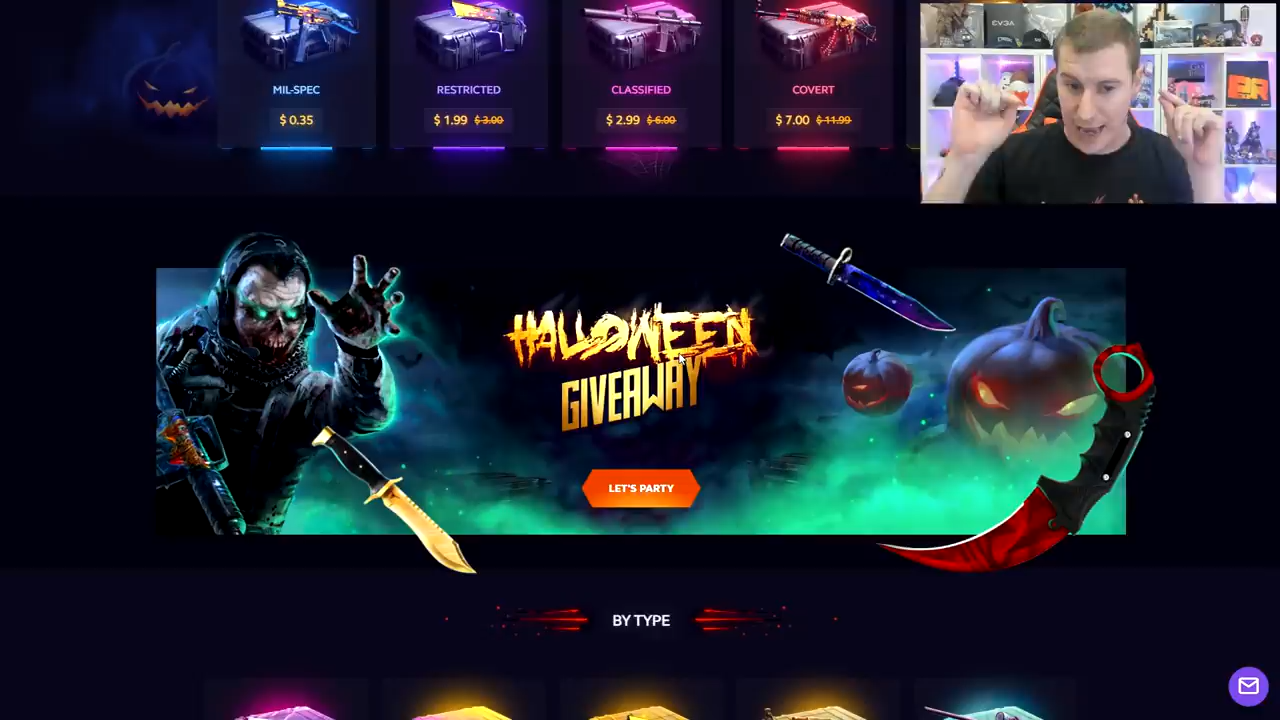 MIL-SPEC
$ 0.35
RESTRICTED
$ 1.99 $ 3.00
CLASSIFIED
$ 2.99 $ 6.00
COVERT
$ 7.00 $ 11.99
EVGA
HALLOWEEN
GIVEAWAY
LET'S PARTY
BY TYPE